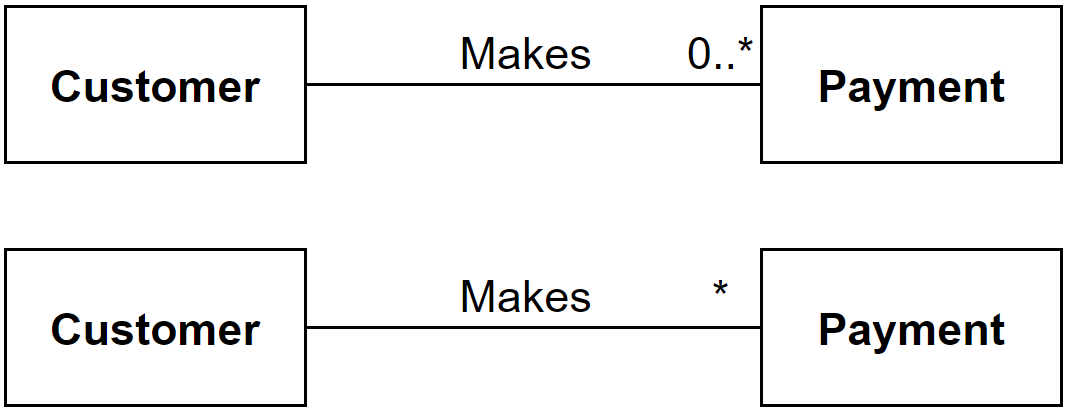 Makes 0..*
Customer Payment
Makes *
Customer Payment